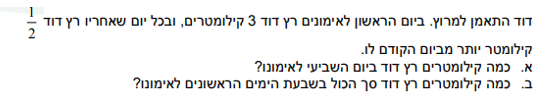 דוד התאמן למרוץ. ביום הראשון לאימונים רץ דוד 3 קילומטרים, ובכל יום שאחריו רץ דוד 1/2
קילומטר יותר מביום הקודם לו.
א. כמה קילומטרים רץ דוד ביום השביעי לאימונו?
ב. כמה קילומטרים רץ דוד סך הכול בשבעת הימים הראשונים לאימונו?